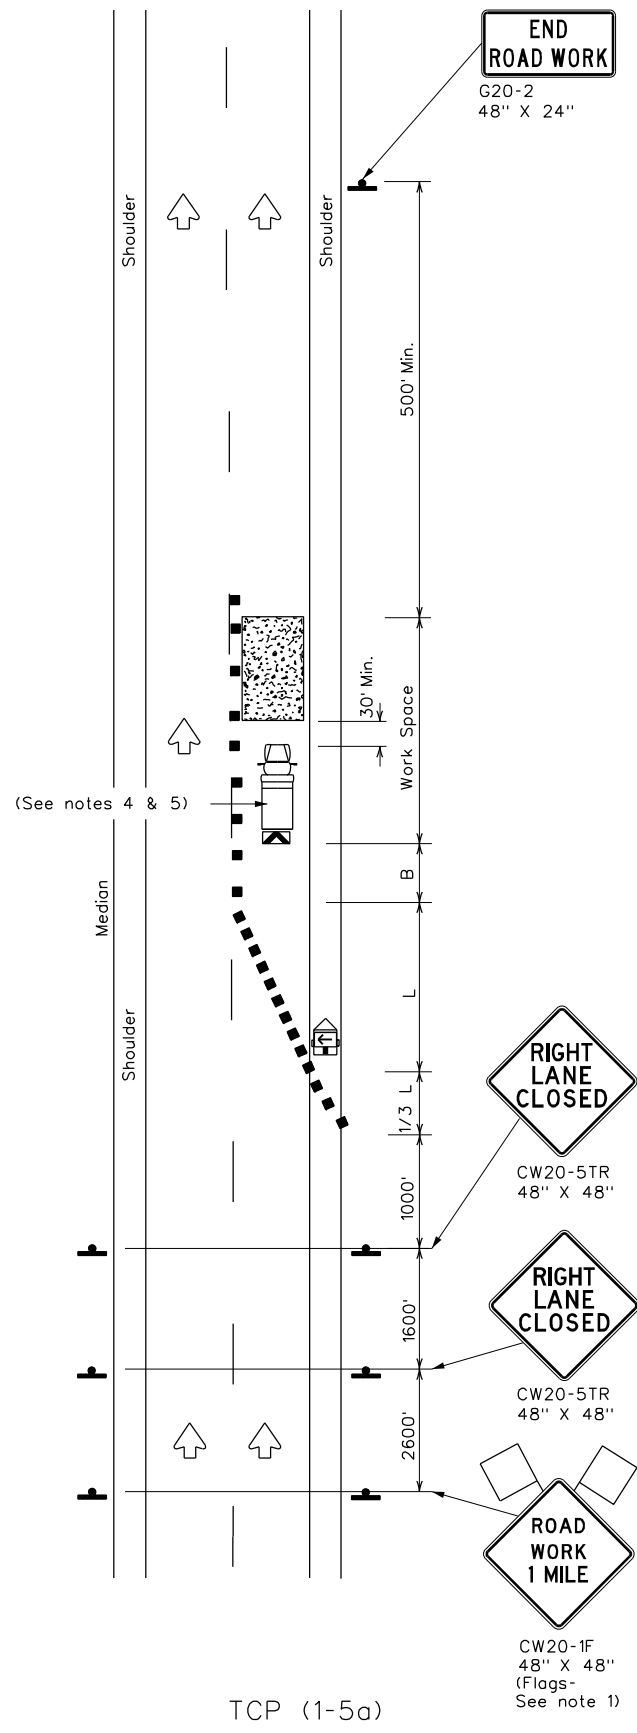 END
ROAD WORK
G20-2
48" X 24"
Shoulder
Shoulder
500' Min.
30' Min.
Work Space
(See notes 4 & 5)
B
Median
L
Shoulder
1/3 L
RIGHT
LANE
CLOSED
CW20-5TR
48" X 48"
1000'
RIGHT
LANE
CLOSED
CW20-5TR
48" X 48"
1600'
2600'
ROAD
WORK
1 MILE
CW20-1F
48" X 48"
(Flags-
See note 1)
TCP (1-5a)